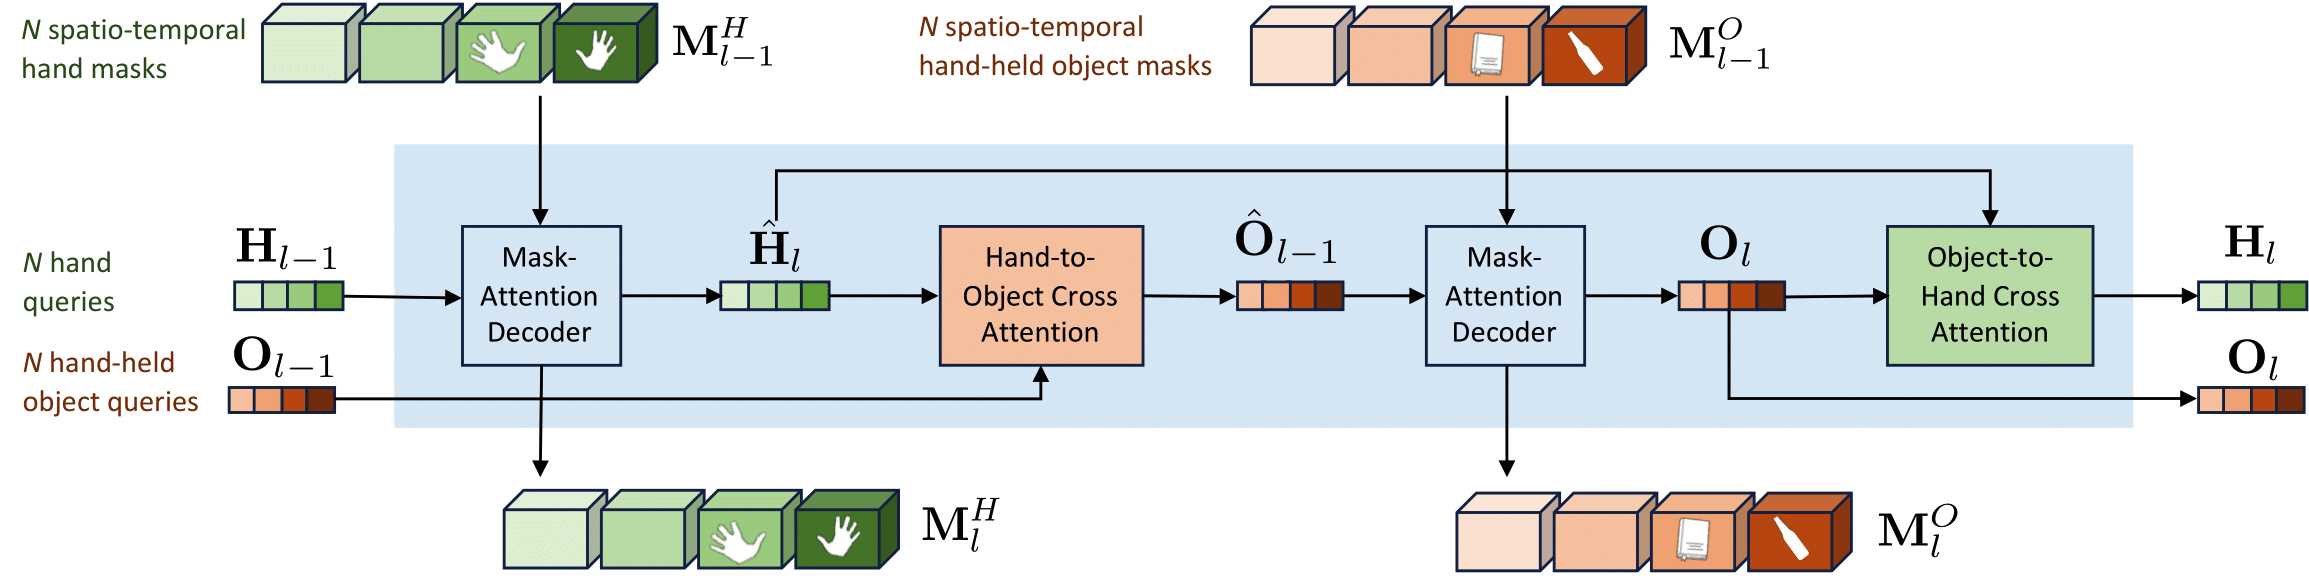 N spatio-temporal
hand masks
$\mathbf{M}_{l-1}^{H}$
N spatio-temporal
hand-held object masks
$\mathbf{M}_{l-1}^{O}$
N hand
queries
$\mathbf{H}_{l-1}$
Mask-
Attention
Decoder
$\hat{\mathbf{H}}_{l}$
Hand-to-
Object Cross
Attention
$\hat{\mathbf{O}}_{l-1}$
Mask-
Attention
Decoder
$\mathbf{O}_{l}$
Object-to-
Hand Cross
Attention
$\mathbf{H}_{l}$
N hand-held
object queries
$\mathbf{O}_{l-1}$
$\mathbf{O}_{l}$
$\mathbf{M}_{l}^{H}$
$\mathbf{M}_{l}^{O}$